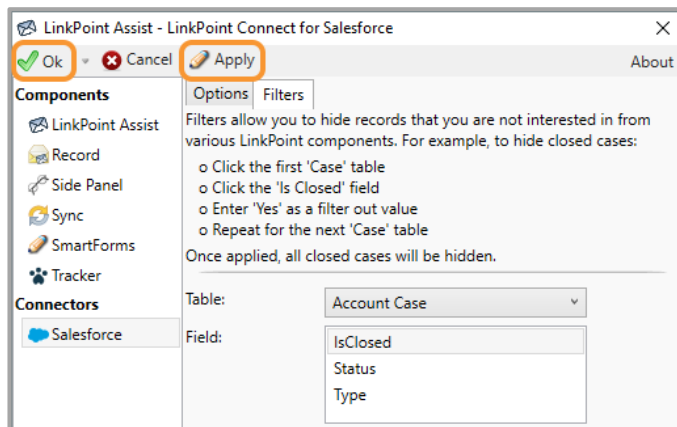 LinkPoint Assist - LinkPoint Connect for Salesforce
Ok Cancel Apply About
Components
LinkPoint Assist
Record
Side Panel
Sync
SmartForms
Tracker
Connectors
Salesforce
Options Filters
Filters allow you to hide records that you are not interested in from
various LinkPoint components. For example, to hide closed cases:
o Click the first 'Case' table
o Click the 'Is Closed' field
o Enter 'Yes' as a filter out value
o Repeat for the next 'Case' table
Once applied, all closed cases will be hidden.
Table: Account Case
Field: IsClosed
Status
Type